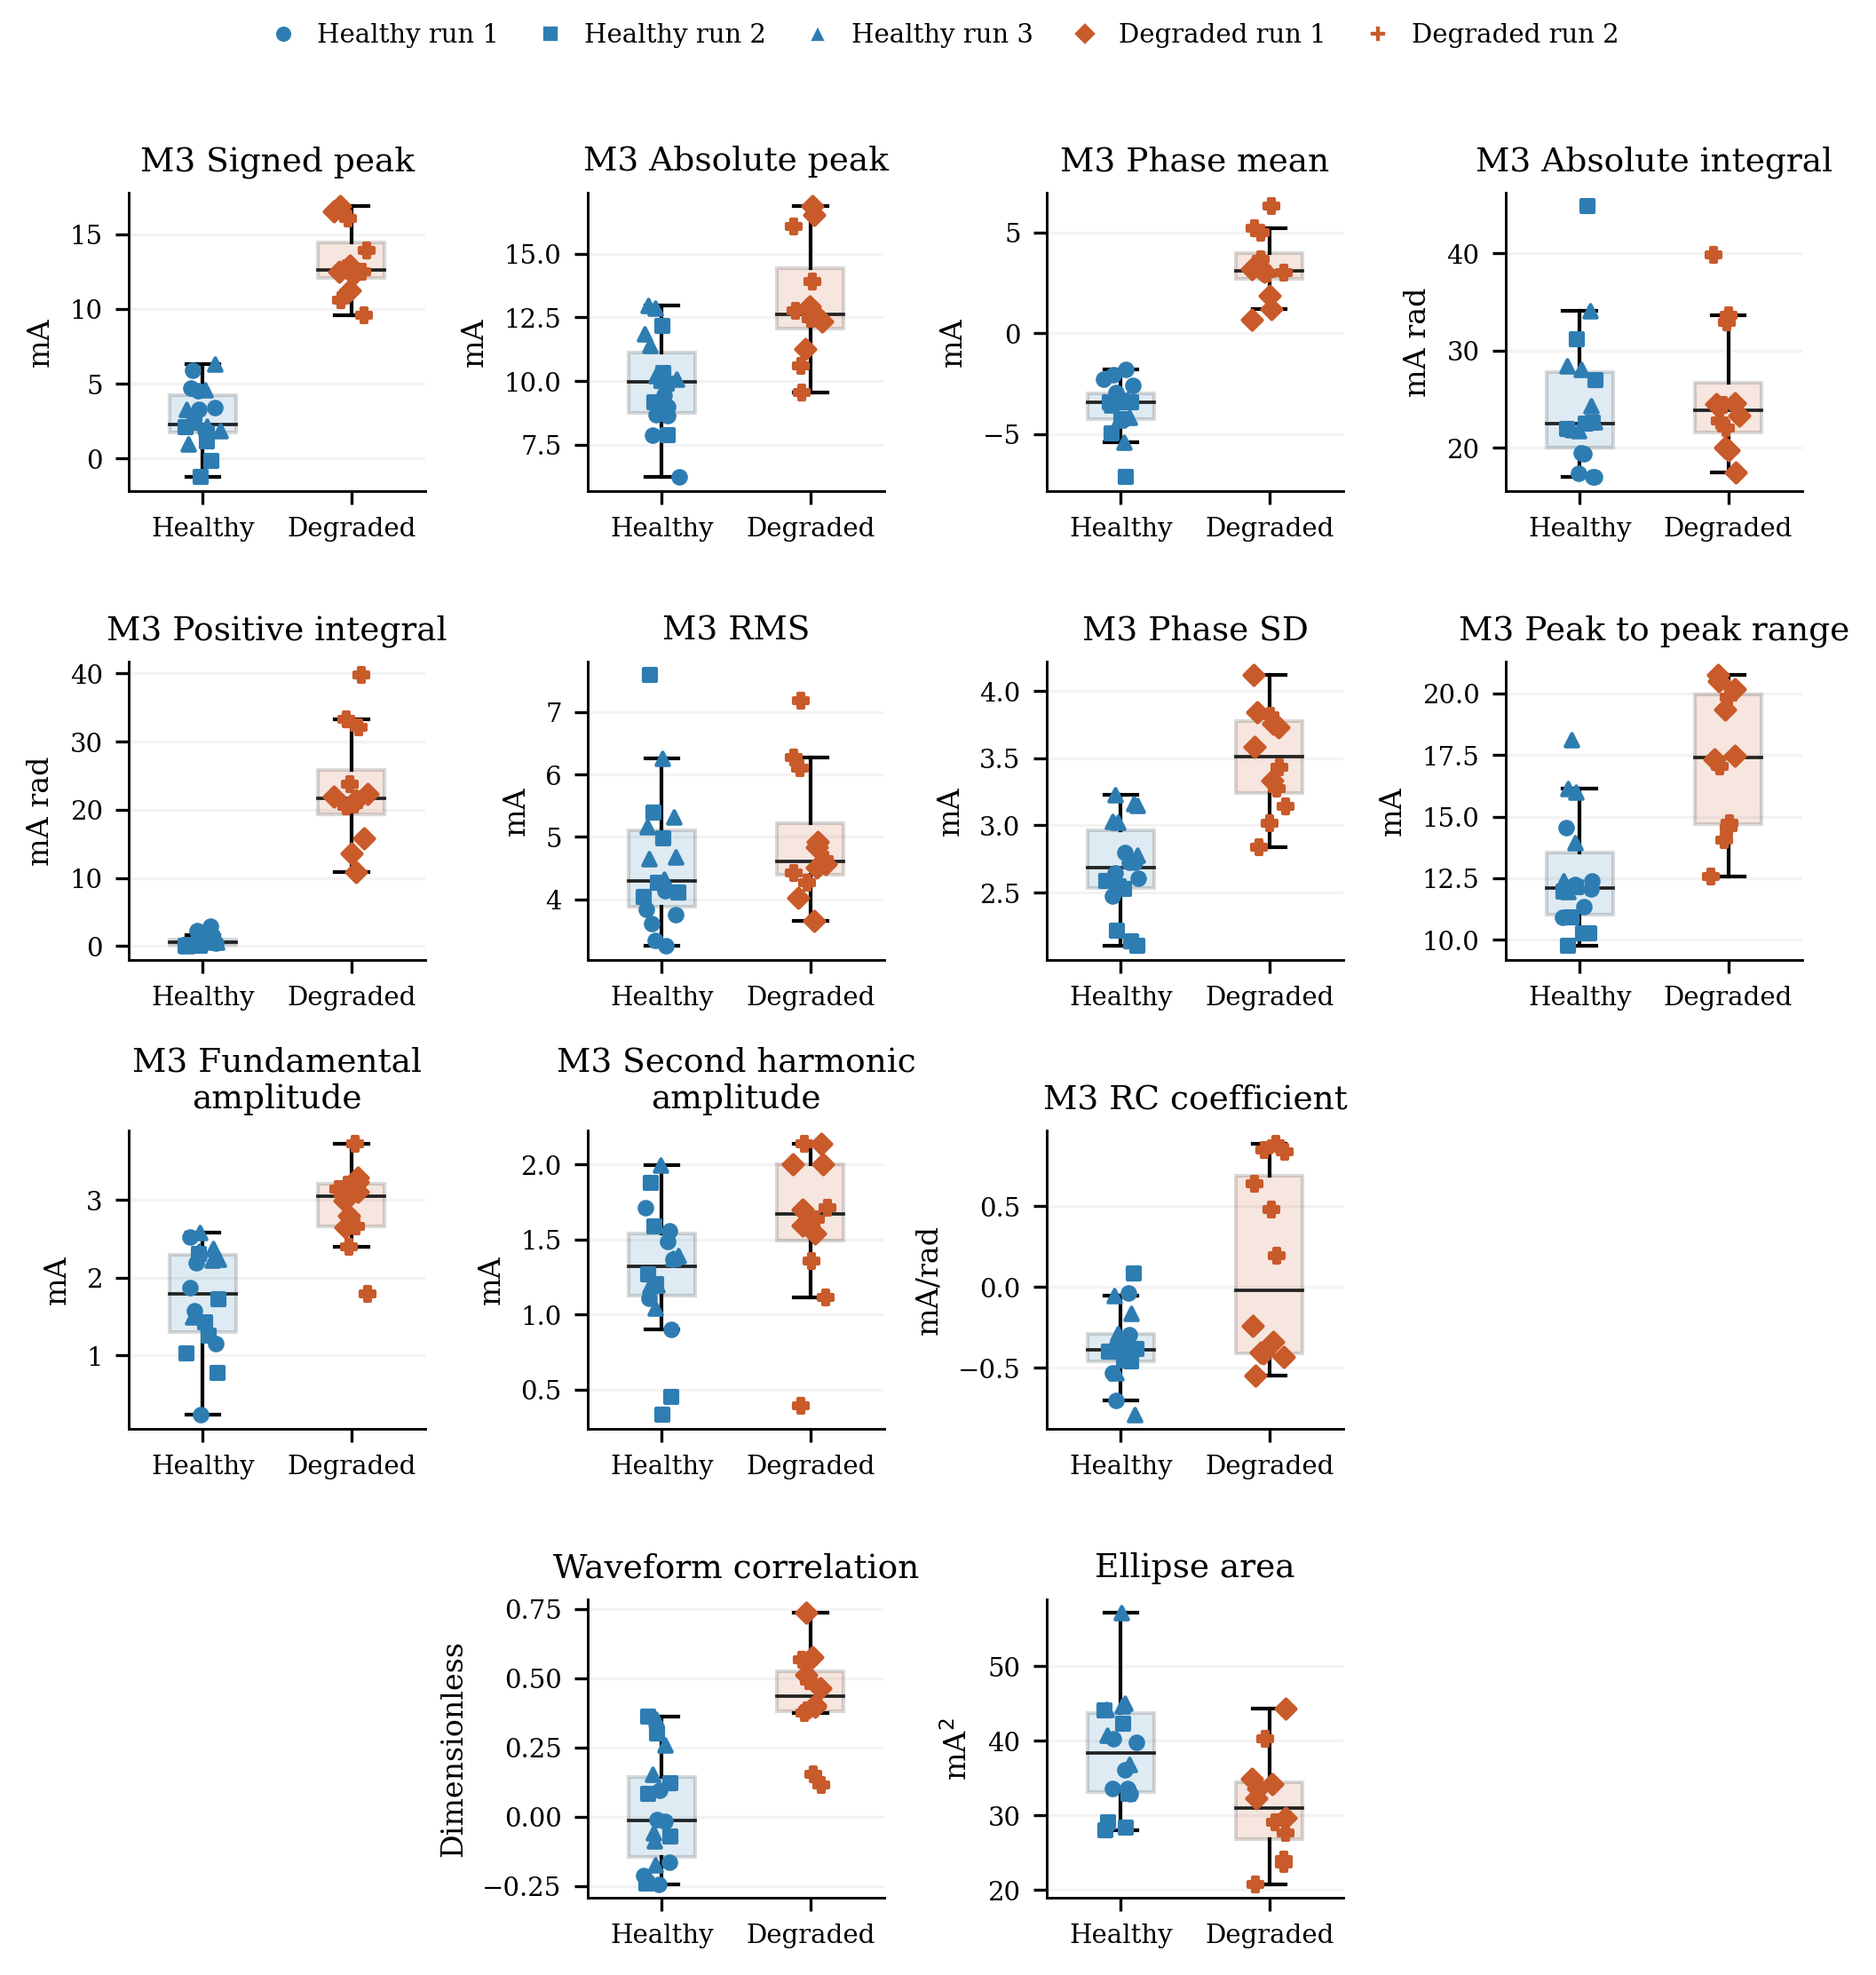 Healthy run 1 Healthy run 2 Healthy run 3 Degraded run 1 Degraded run 2
M3 Signed peak
mA
15
10
5
0
Healthy Degraded
M3 Absolute peak
mA
15.0
12.5
10.0
7.5
Healthy Degraded
M3 Phase mean
mA
5
0
−5
Healthy Degraded
M3 Absolute integral
mA rad
40
30
20
Healthy Degraded
M3 Positive integral
mA rad
40
30
20
10
0
Healthy Degraded
M3 RMS
mA
7
6
5
4
Healthy Degraded
M3 Phase SD
mA
4.0
3.5
3.0
2.5
Healthy Degraded
M3 Peak to peak range
mA
20.0
17.5
15.0
12.5
10.0
Healthy Degraded
M3 Fundamental
amplitude
mA
3
2
1
Healthy Degraded
M3 Second harmonic
amplitude
mA
2.0
1.5
1.0
0.5
Healthy Degraded
M3 RC coefficient
mA/rad
0.5
0.0
−0.5
Healthy Degraded
Waveform correlation
Dimensionless
0.75
0.50
0.25
0.00
−0.25
Healthy Degraded
Ellipse area
mA²
50
40
30
20
Healthy Degraded